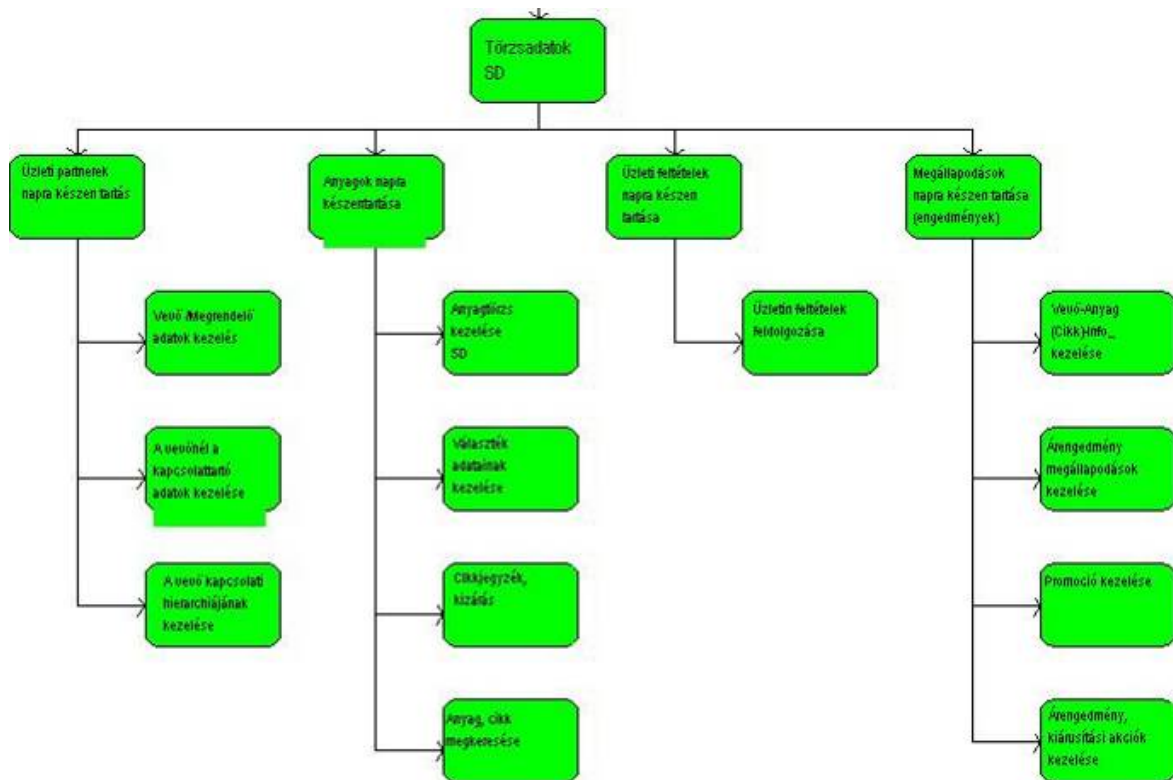 Törzsadatok
SD
Üzleti partnerek
napra készen tartás
Anyagok napra
készentartása
Üzleti feltételek
napra készen
tartása
Megállapodások
napra készen tartása
(engedmények)
Vevő /Megrendelő
adatok kezelés
A vevőnél a
kapcsolattartó
adatok kezelése
A vevő kapcsolati
hierarchiájának
kezelése
Anyagtörzs
kezelése
SD
Választék
adatainak
kezelése
Cikkjegyzék,
kizárás
Anyag, cikk
megkeresése
Üzletin feltételek
feldolgozása
Vevő-Anyag
(Cikk)-Info_
kezelése
Árengedmény
megállapodások
kezelése
Promoció kezelése
Árengedmény,
kiárusítási akciók
kezelése